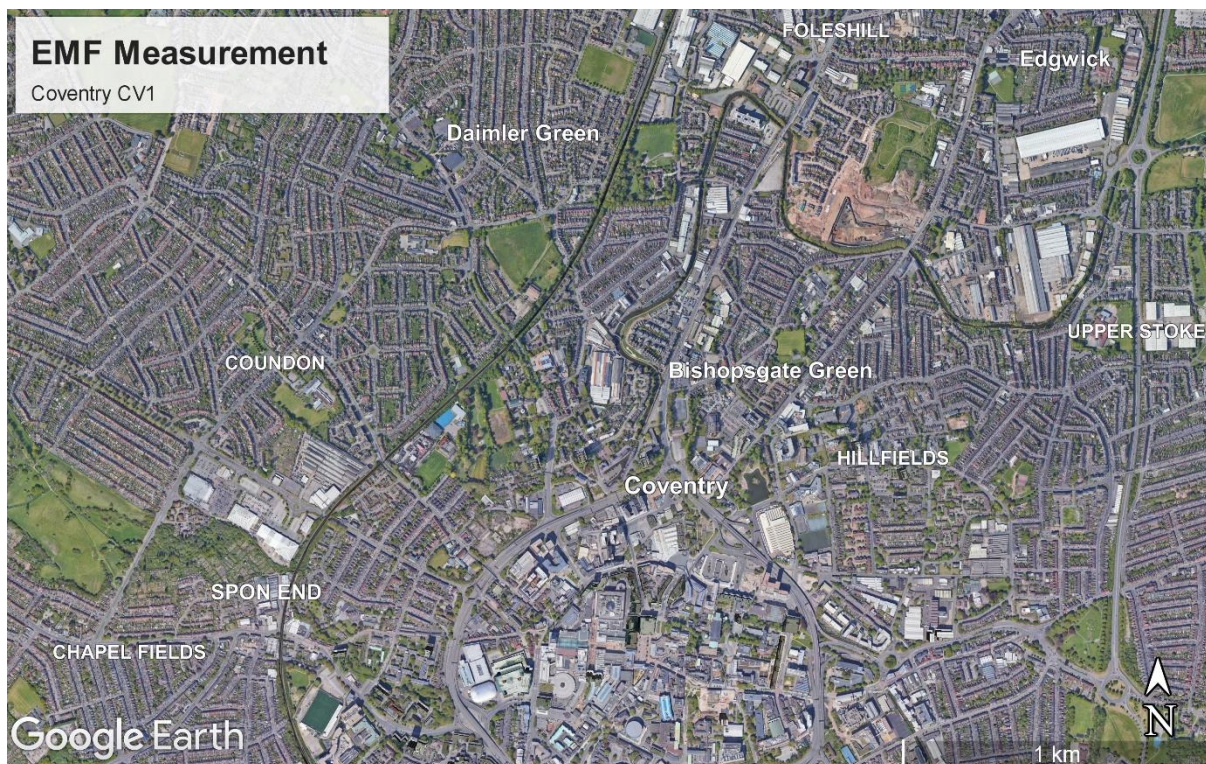 EMF Measurement
Coventry CV1
FOLESHILL
Edgwick
Daimler Green
UPPER STOKE
COUNDON
Bishopsgate Green
HILLFIELDS
Coventry
SPON END
CHAPEL FIELDS
N
Google Earth
1 km